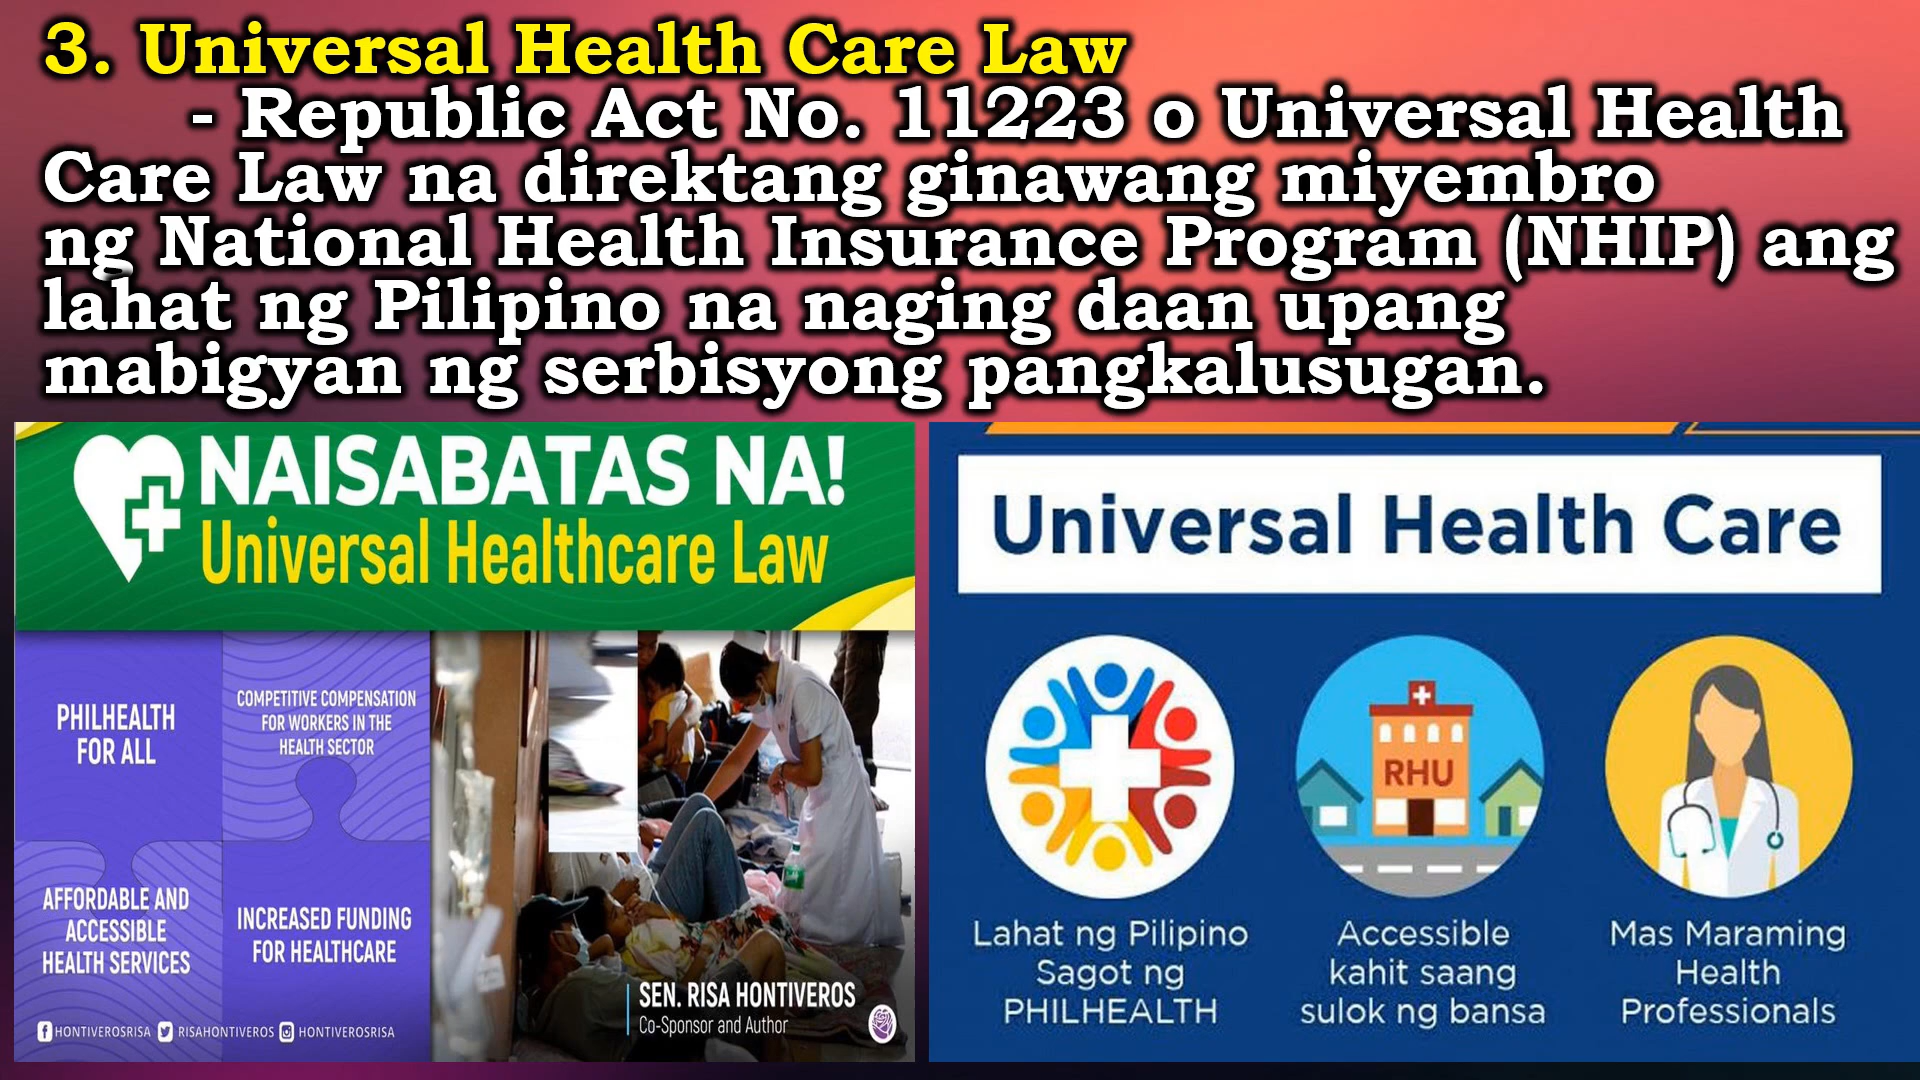 3. Universal Health Care Law
- Republic Act No. 11223 o Universal Health
Care Law na direktang ginawang miyembro
ng National Health Insurance Program (NHIP) ang
lahat ng Pilipino na naging daan upang
mabigyan ng serbisyong pangkalusugan.
NAISABATAS NA!
Universal Healthcare Law
PHILHEALTH
FOR ALL
COMPETITIVE COMPENSATION
FOR WORKERS IN THE
HEALTH SECTOR
AFFORDABLE AND
ACCESSIBLE
HEALTH SERVICES
INCREASED FUNDING
FOR HEALTHCARE
SEN. RISA HONTIVEROS
Co-Sponsor and Author
HONTIVEROSRISA RISAHONTIVEROS HONTIVEROSRISA
Universal Health Care
RHU
Lahat ng Pilipino
Sagot ng
PHILHEALTH
Accessible
kahit saang
sulok ng bansa
Mas Maraming
Health
Professionals